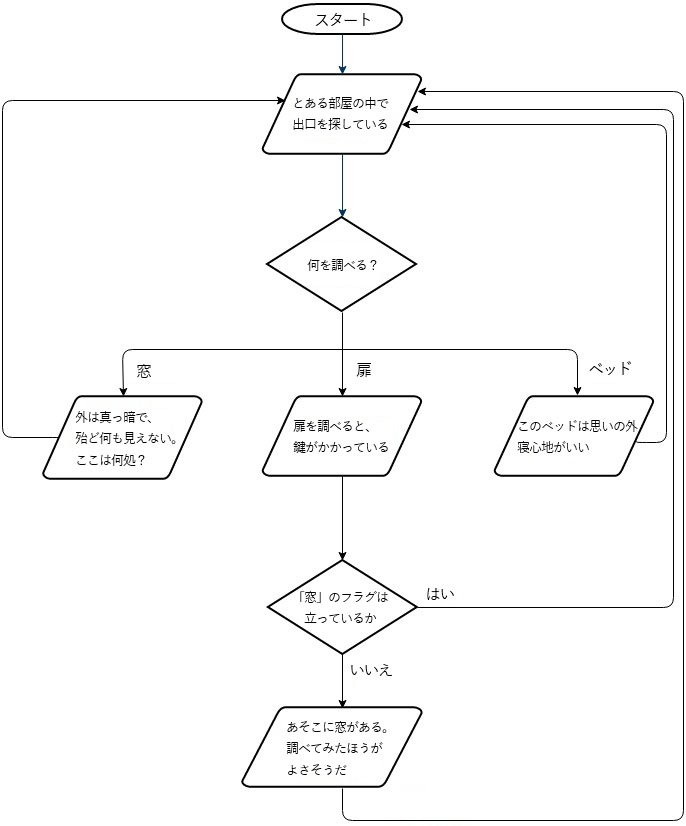 スタート
とある部屋の中で
出口を探している
何を調べる？
窓
扉
ベッド
外は真っ暗で、
殆ど何も見えない。
ここは何処？
扉を調べると、
鍵がかかっている
このベッドは思いの外
寝心地がいい
「窓」のフラグは
立っているか
はい
いいえ
あそこに窓がある。
調べてみたほうが
よさそうだ